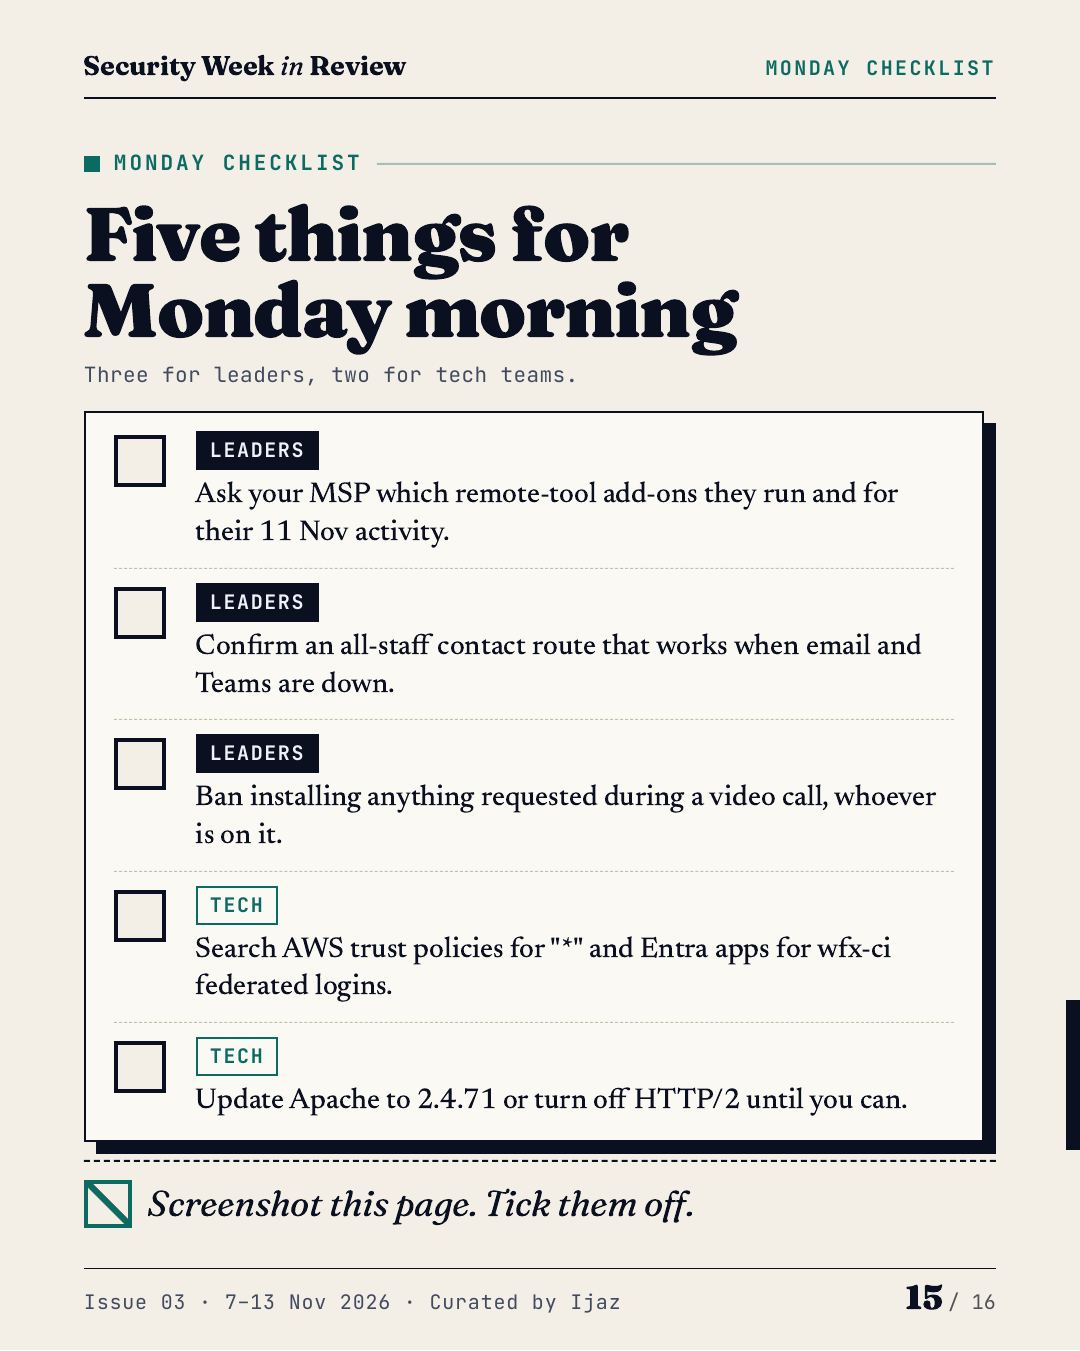 Security Week in Review
MONDAY CHECKLIST
MONDAY CHECKLIST
Five things for
Monday morning
Three for leaders, two for tech teams.
LEADERS
Ask your MSP which remote-tool add-ons they run and for
their 11 Nov activity.
LEADERS
Confirm an all-staff contact route that works when email and
Teams are down.
LEADERS
Ban installing anything requested during a video call, whoever
is on it.
TECH
Search AWS trust policies for "*" and Entra apps for wfx-ci
federated logins.
TECH
Update Apache to 2.4.71 or turn off HTTP/2 until you can.
Screenshot this page. Tick them off.
Issue 03 · 7–13 Nov 2026 · Curated by Ijaz
15 / 16